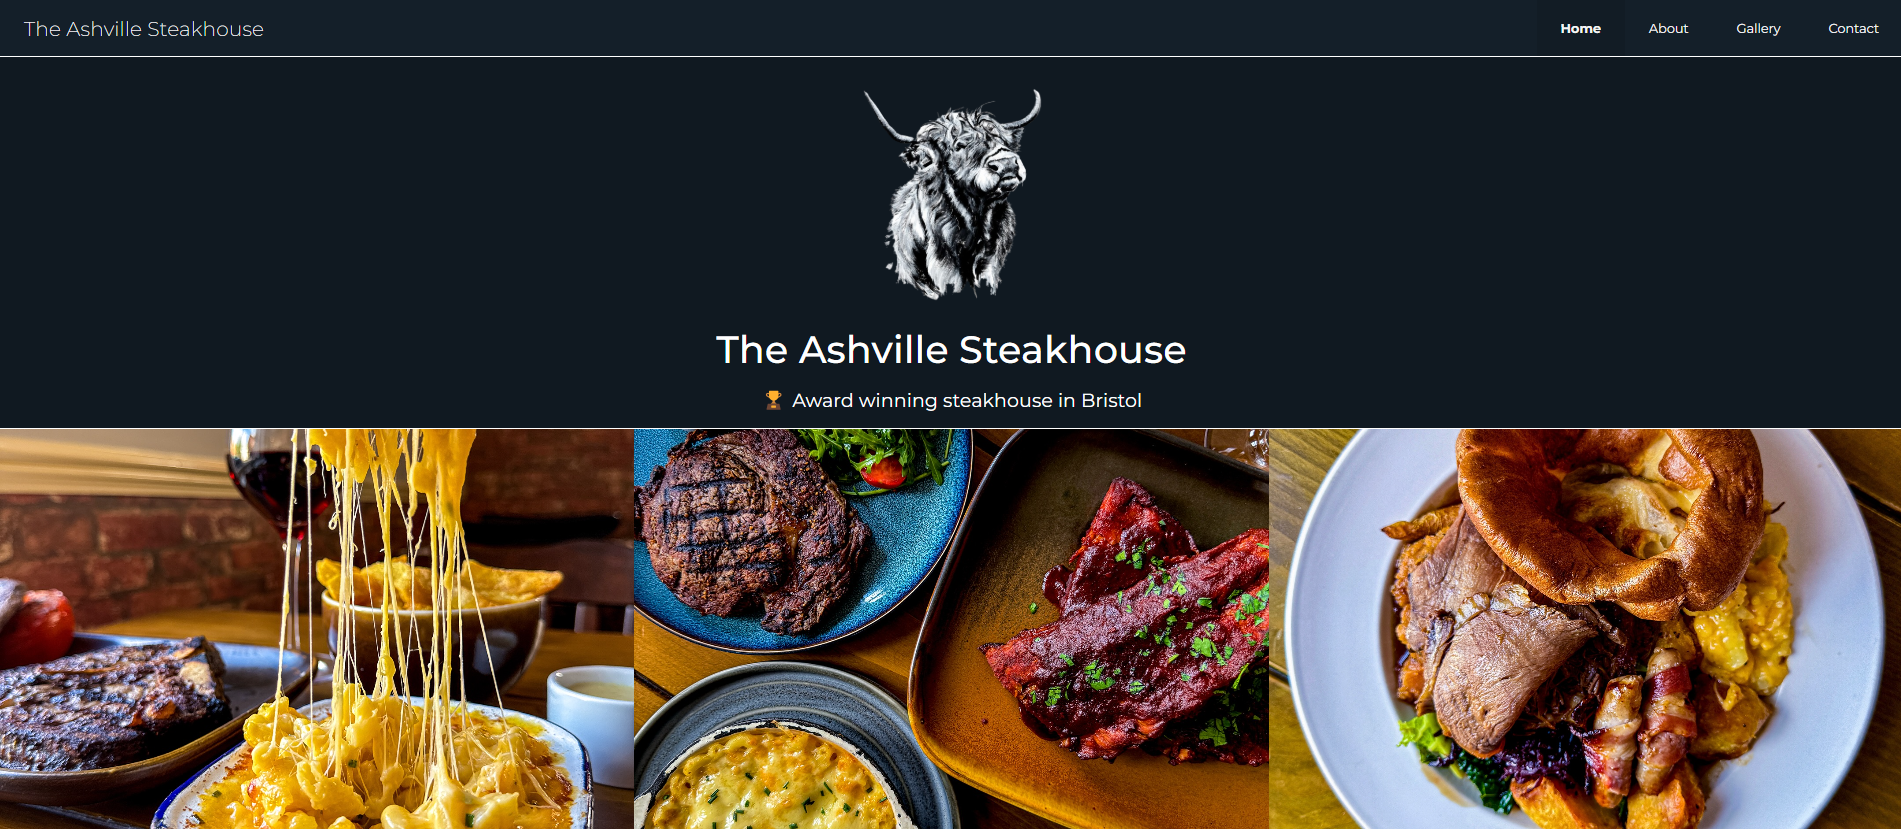 The Ashville Steakhouse
Home
About
Gallery
Contact
The Ashville Steakhouse
🏆 Award winning steakhouse in Bristol